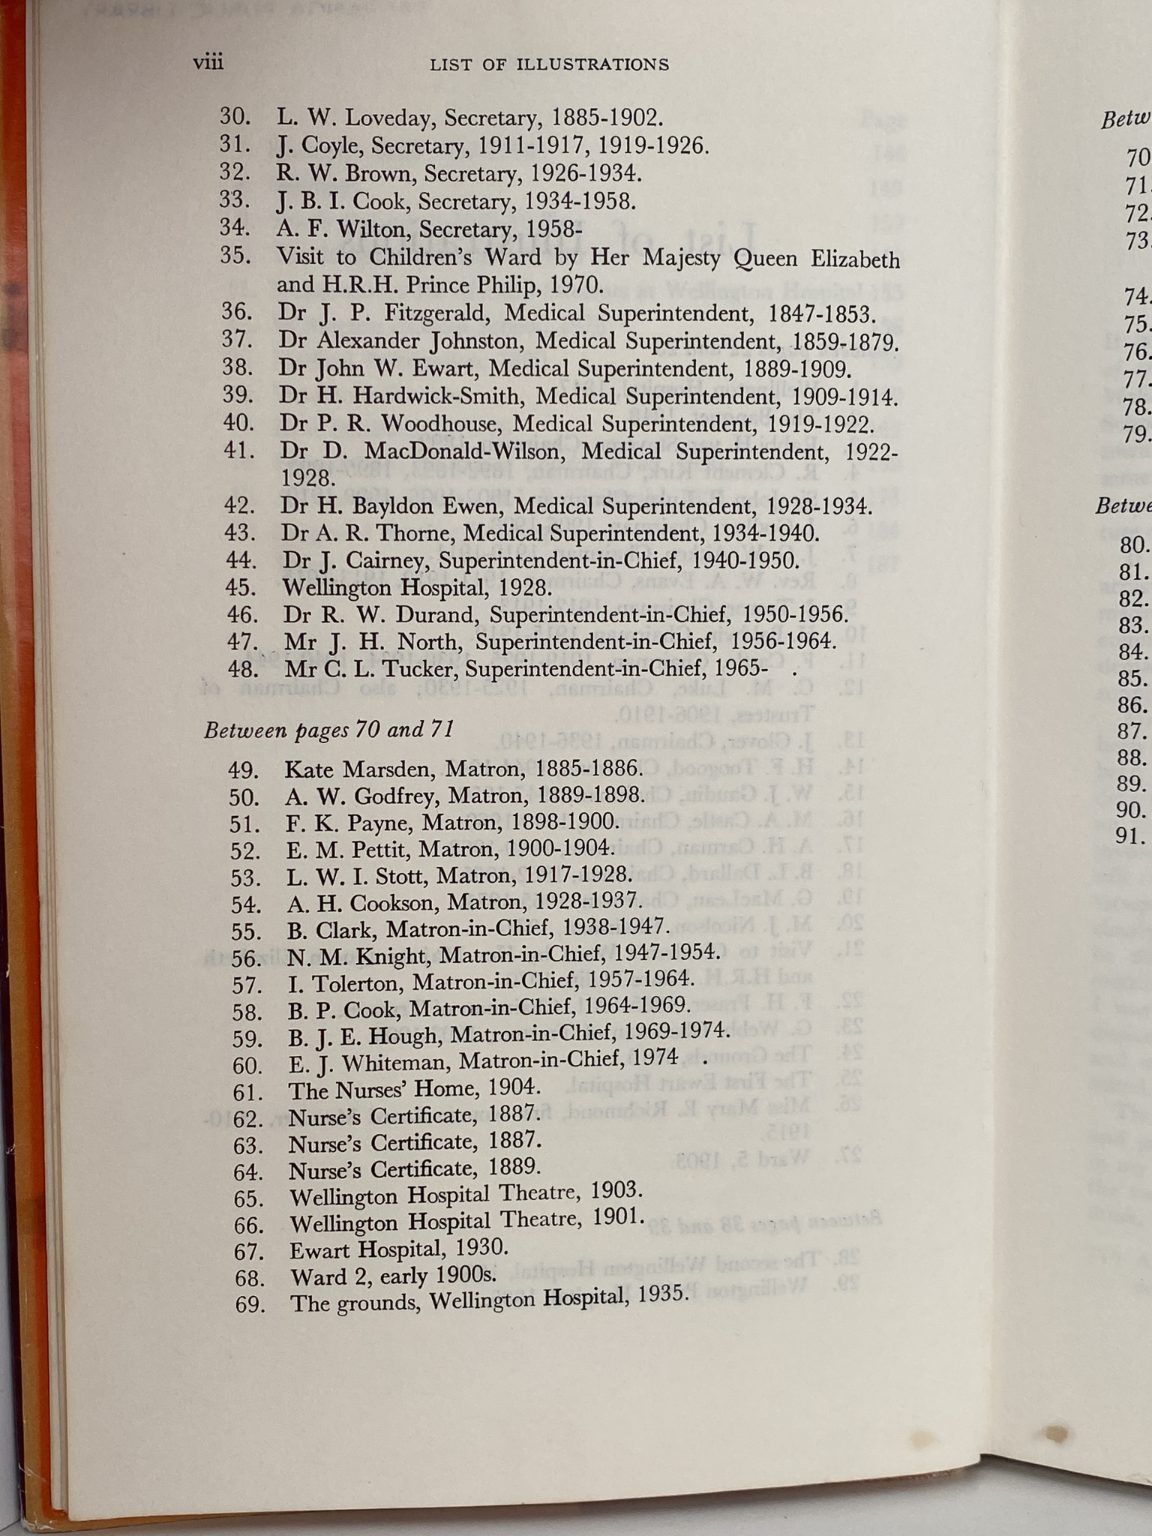 viii LIST OF ILLUSTRATIONS
30. L. W. Loveday, Secretary, 1885-1902.
31. J. Coyle, Secretary, 1911-1917, 1919-1926.
32. R. W. Brown, Secretary, 1926-1934.
33. J. B. I. Cook, Secretary, 1934-1958.
34. A. F. Wilton, Secretary, 1958-
35. Visit to Children's Ward by Her Majesty Queen Elizabeth
and H.R.H. Prince Philip, 1970.
36. Dr J. P. Fitzgerald, Medical Superintendent, 1847-1853.
37. Dr Alexander Johnston, Medical Superintendent, 1859-1879.
38. Dr John W. Ewart, Medical Superintendent, 1889-1909.
39. Dr H. Hardwick-Smith, Medical Superintendent, 1909-1914.
40. Dr P. R. Woodhouse, Medical Superintendent, 1919-1922.
41. Dr D. MacDonald-Wilson, Medical Superintendent, 1922-
1928.
42. Dr H. Bayldon Ewen, Medical Superintendent, 1928-1934.
43. Dr A. R. Thorne, Medical Superintendent, 1934-1940.
44. Dr J. Cairney, Superintendent-in-Chief, 1940-1950.
45. Wellington Hospital, 1928.
46. Dr R. W. Durand, Superintendent-in-Chief, 1950-1956.
47. Mr J. H. North, Superintendent-in-Chief, 1956-1964.
48. Mr C. L. Tucker, Superintendent-in-Chief, 1965- .
Between pages 70 and 71
49. Kate Marsden, Matron, 1885-1886.
50. A. W. Godfrey, Matron, 1889-1898.
51. F. K. Payne, Matron, 1898-1900.
52. E. M. Pettit, Matron, 1900-1904.
53. L. W. I. Stott, Matron, 1917-1928.
54. A. H. Cookson, Matron, 1928-1937.
55. B. Clark, Matron-in-Chief, 1938-1947.
56. N. M. Knight, Matron-in-Chief, 1947-1954.
57. I. Tolerton, Matron-in-Chief, 1957-1964.
58. B. P. Cook, Matron-in-Chief, 1964-1969.
59. B. J. E. Hough, Matron-in-Chief, 1969-1974.
60. E. J. Whiteman, Matron-in-Chief, 1974 .
61. The Nurses' Home, 1904.
62. Nurse's Certificate, 1887.
63. Nurse's Certificate, 1887.
64. Nurse's Certificate, 1889.
65. Wellington Hospital Theatre, 1903.
66. Wellington Hospital Theatre, 1901.
67. Ewart Hospital, 1930.
68. Ward 2, early 1900s.
69. The grounds, Wellington Hospital, 1935.
Betw
70
71.
72.
73.
74.
75.
76.
77.
78.
79.
Betwe
80.
81.
82.
83.
84.
85.
86.
87.
88.
89.
90.
91.